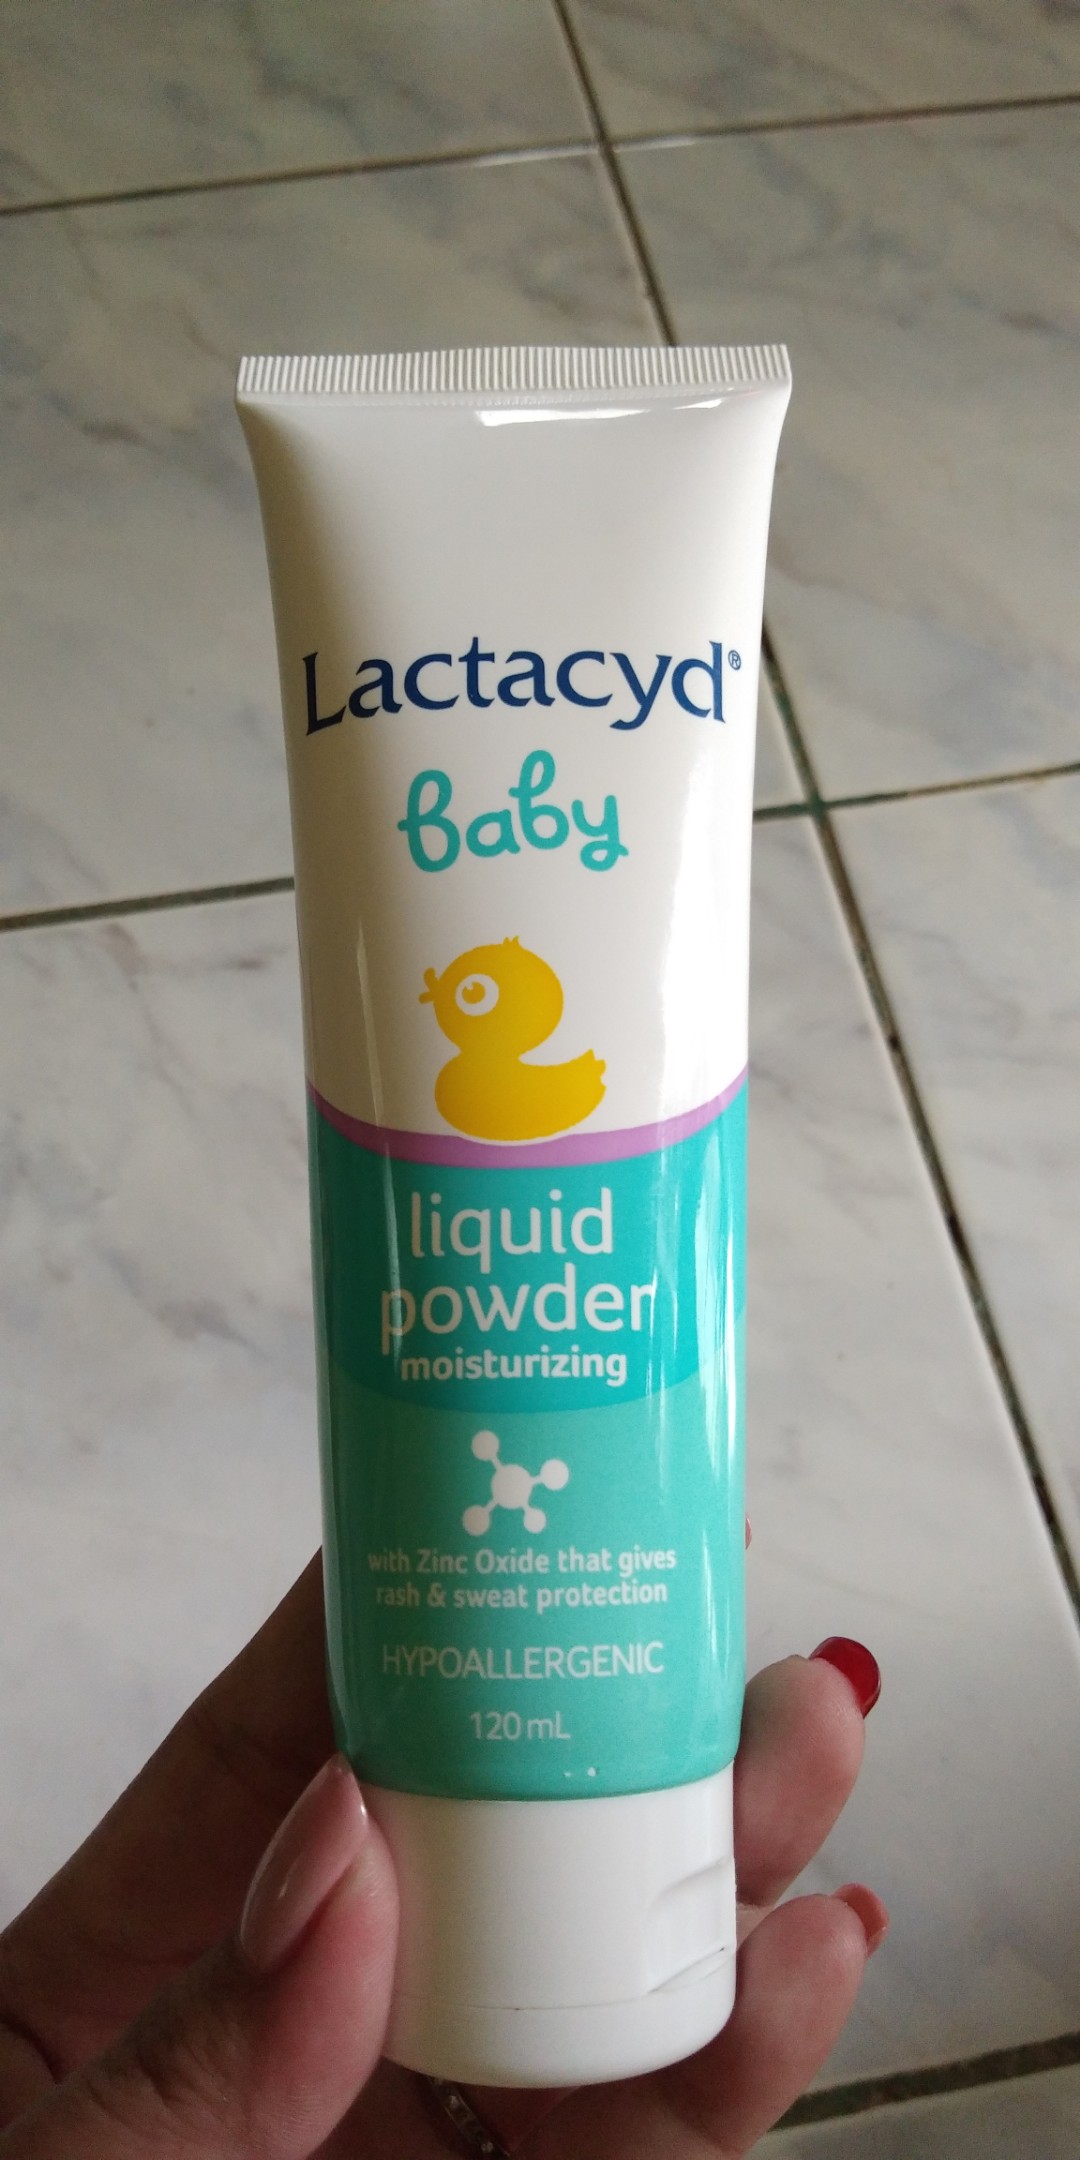 Lactacyd®
baby
liquid
powder
moisturizing
with Zinc Oxide that gives
rash & sweat protection
HYPOALLERGENIC
120 mL